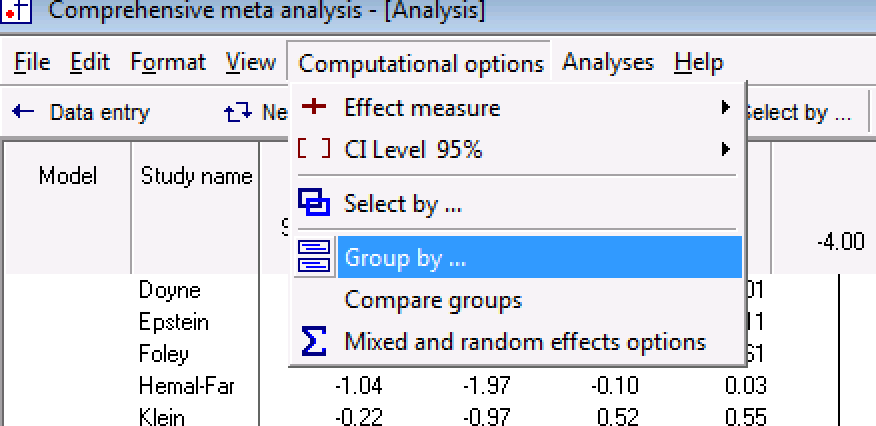 Comprehensive meta analysis - [Analysis]
File Edit Format View Computational options Analyses Help
Data entry Ne Select by ...
Effect measure
CI Level 95%
Model Study name
Select by ...
-4.00
Group by ...
Doyne 01
Compare groups
Epstein 11
Mixed and random effects options
Foley 61
Hemal-Far -1.04 -1.97 -0.10 0.03
Klein -0.22 -0.97 0.52 0.55